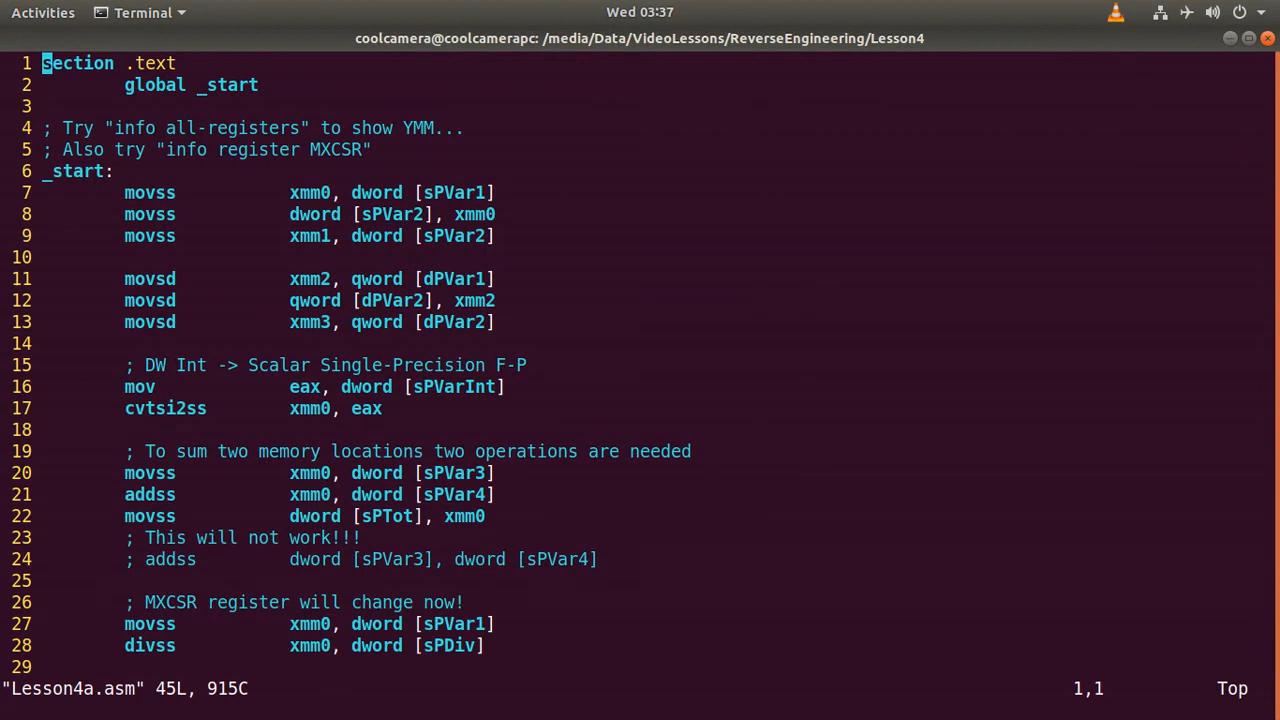 Activities Terminal Wed 03:37
coolcamera@coolcamerapc: /media/Data/VideoLessons/ReverseEngineering/Lesson4
1 section .text
2 global _start
3
4 ; Try "info all-registers" to show YMM...
5 ; Also try "info register MXCSR"
6 _start:
7 movss xmm0, dword [sPVar1]
8 movss dword [sPVar2], xmm0
9 movss xmm1, dword [sPVar2]
10
11 movsd xmm2, qword [dPVar1]
12 movsd qword [dPVar2], xmm2
13 movsd xmm3, qword [dPVar2]
14
15 ; DW Int -> Scalar Single-Precision F-P
16 mov eax, dword [sPVarInt]
17 cvtsi2ss xmm0, eax
18
19 ; To sum two memory locations two operations are needed
20 movss xmm0, dword [sPVar3]
21 addss xmm0, dword [sPVar4]
22 movss dword [sPTot], xmm0
23 ; This will not work!!!
24 ; addss dword [sPVar3], dword [sPVar4]
25
26 ; MXCSR register will change now!
27 movss xmm0, dword [sPVar1]
28 divss xmm0, dword [sPDiv]
29
"Lesson4a.asm" 45L, 915C 1,1 Top